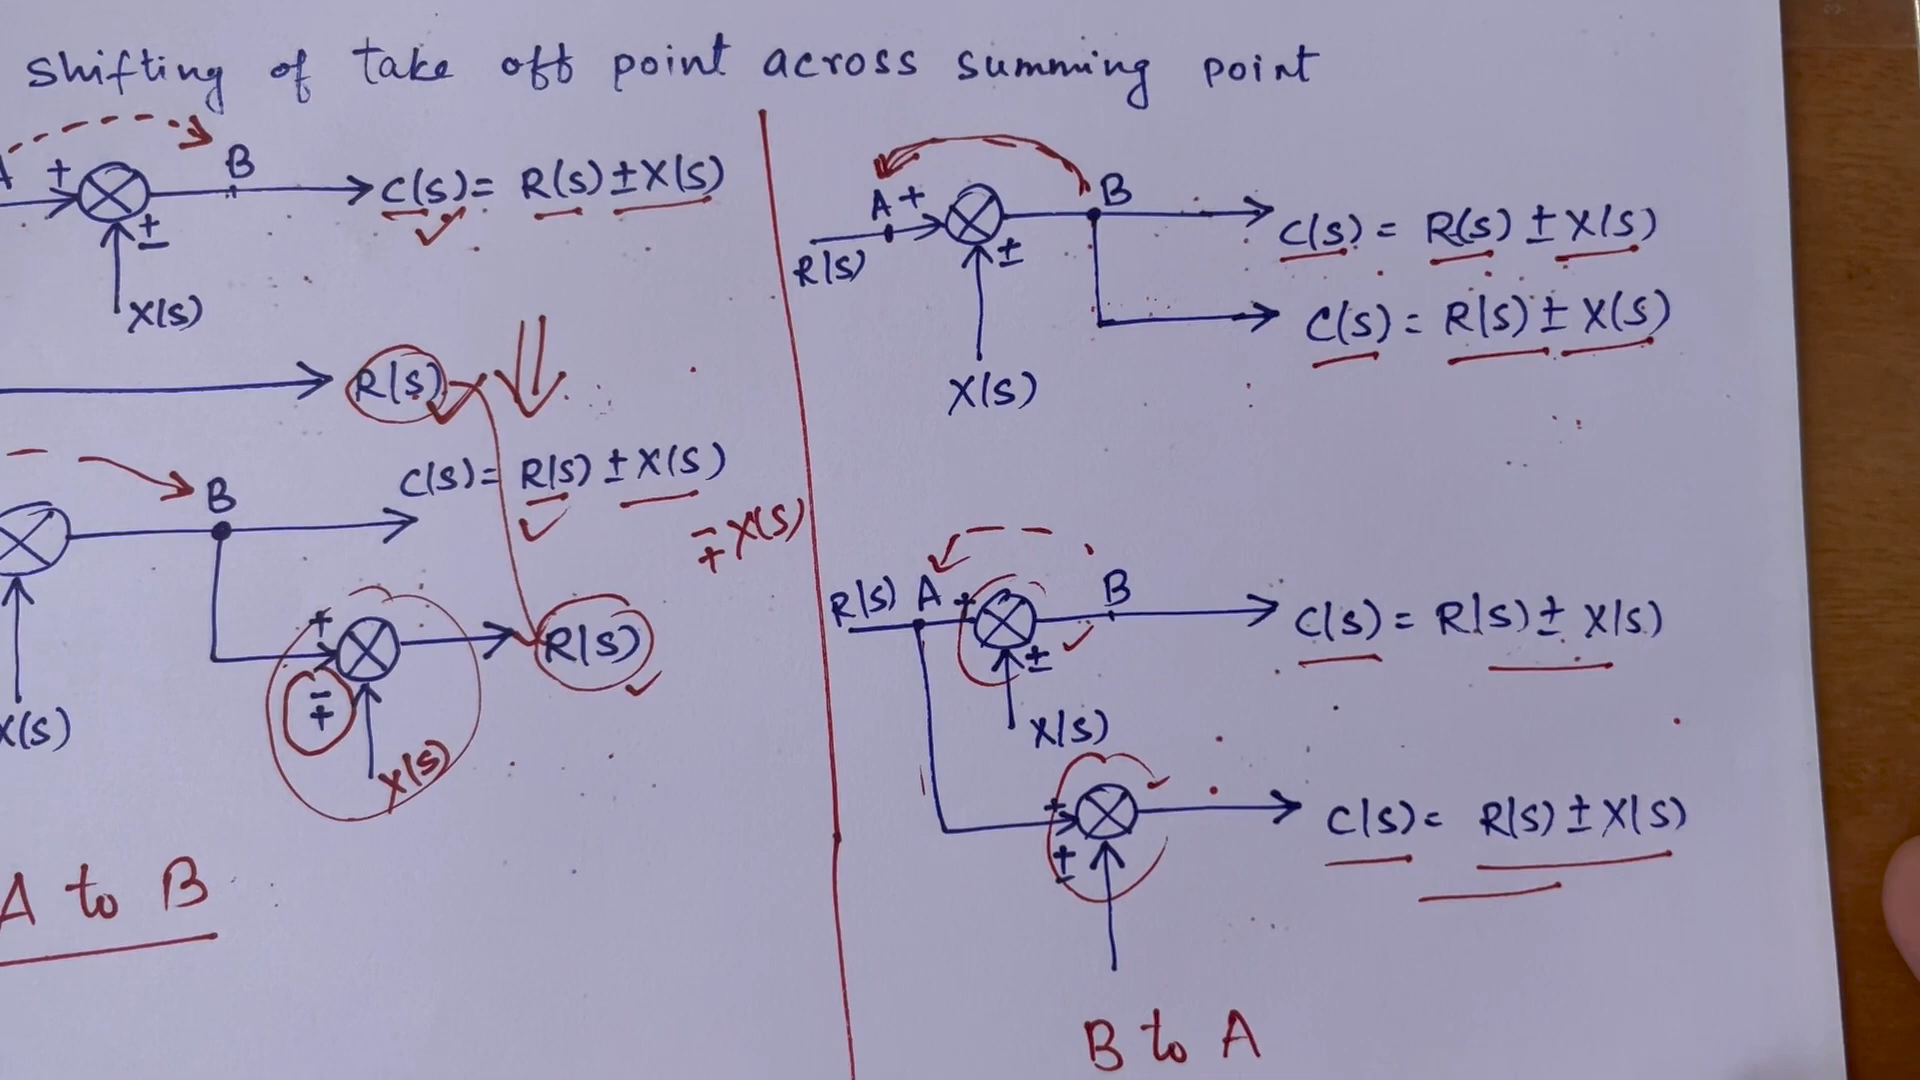 shifting of take off point across summing point
A + B C(s) = R(s) ± X(s)
±
X(s)
R(s)
B C(s) = R(s) ± X(s)
∓ X(s)
+ R(s)
∓
X(s) X(s)
A to B
A + B
R(s) ± C(s) = R(s) ± X(s)
C(s) = R(s) ± X(s)
X(s)
R(s) A + B C(s) = R(s) ± X(s)
±
X(s)
+ C(s) = R(s) ± X(s)
±
B to A